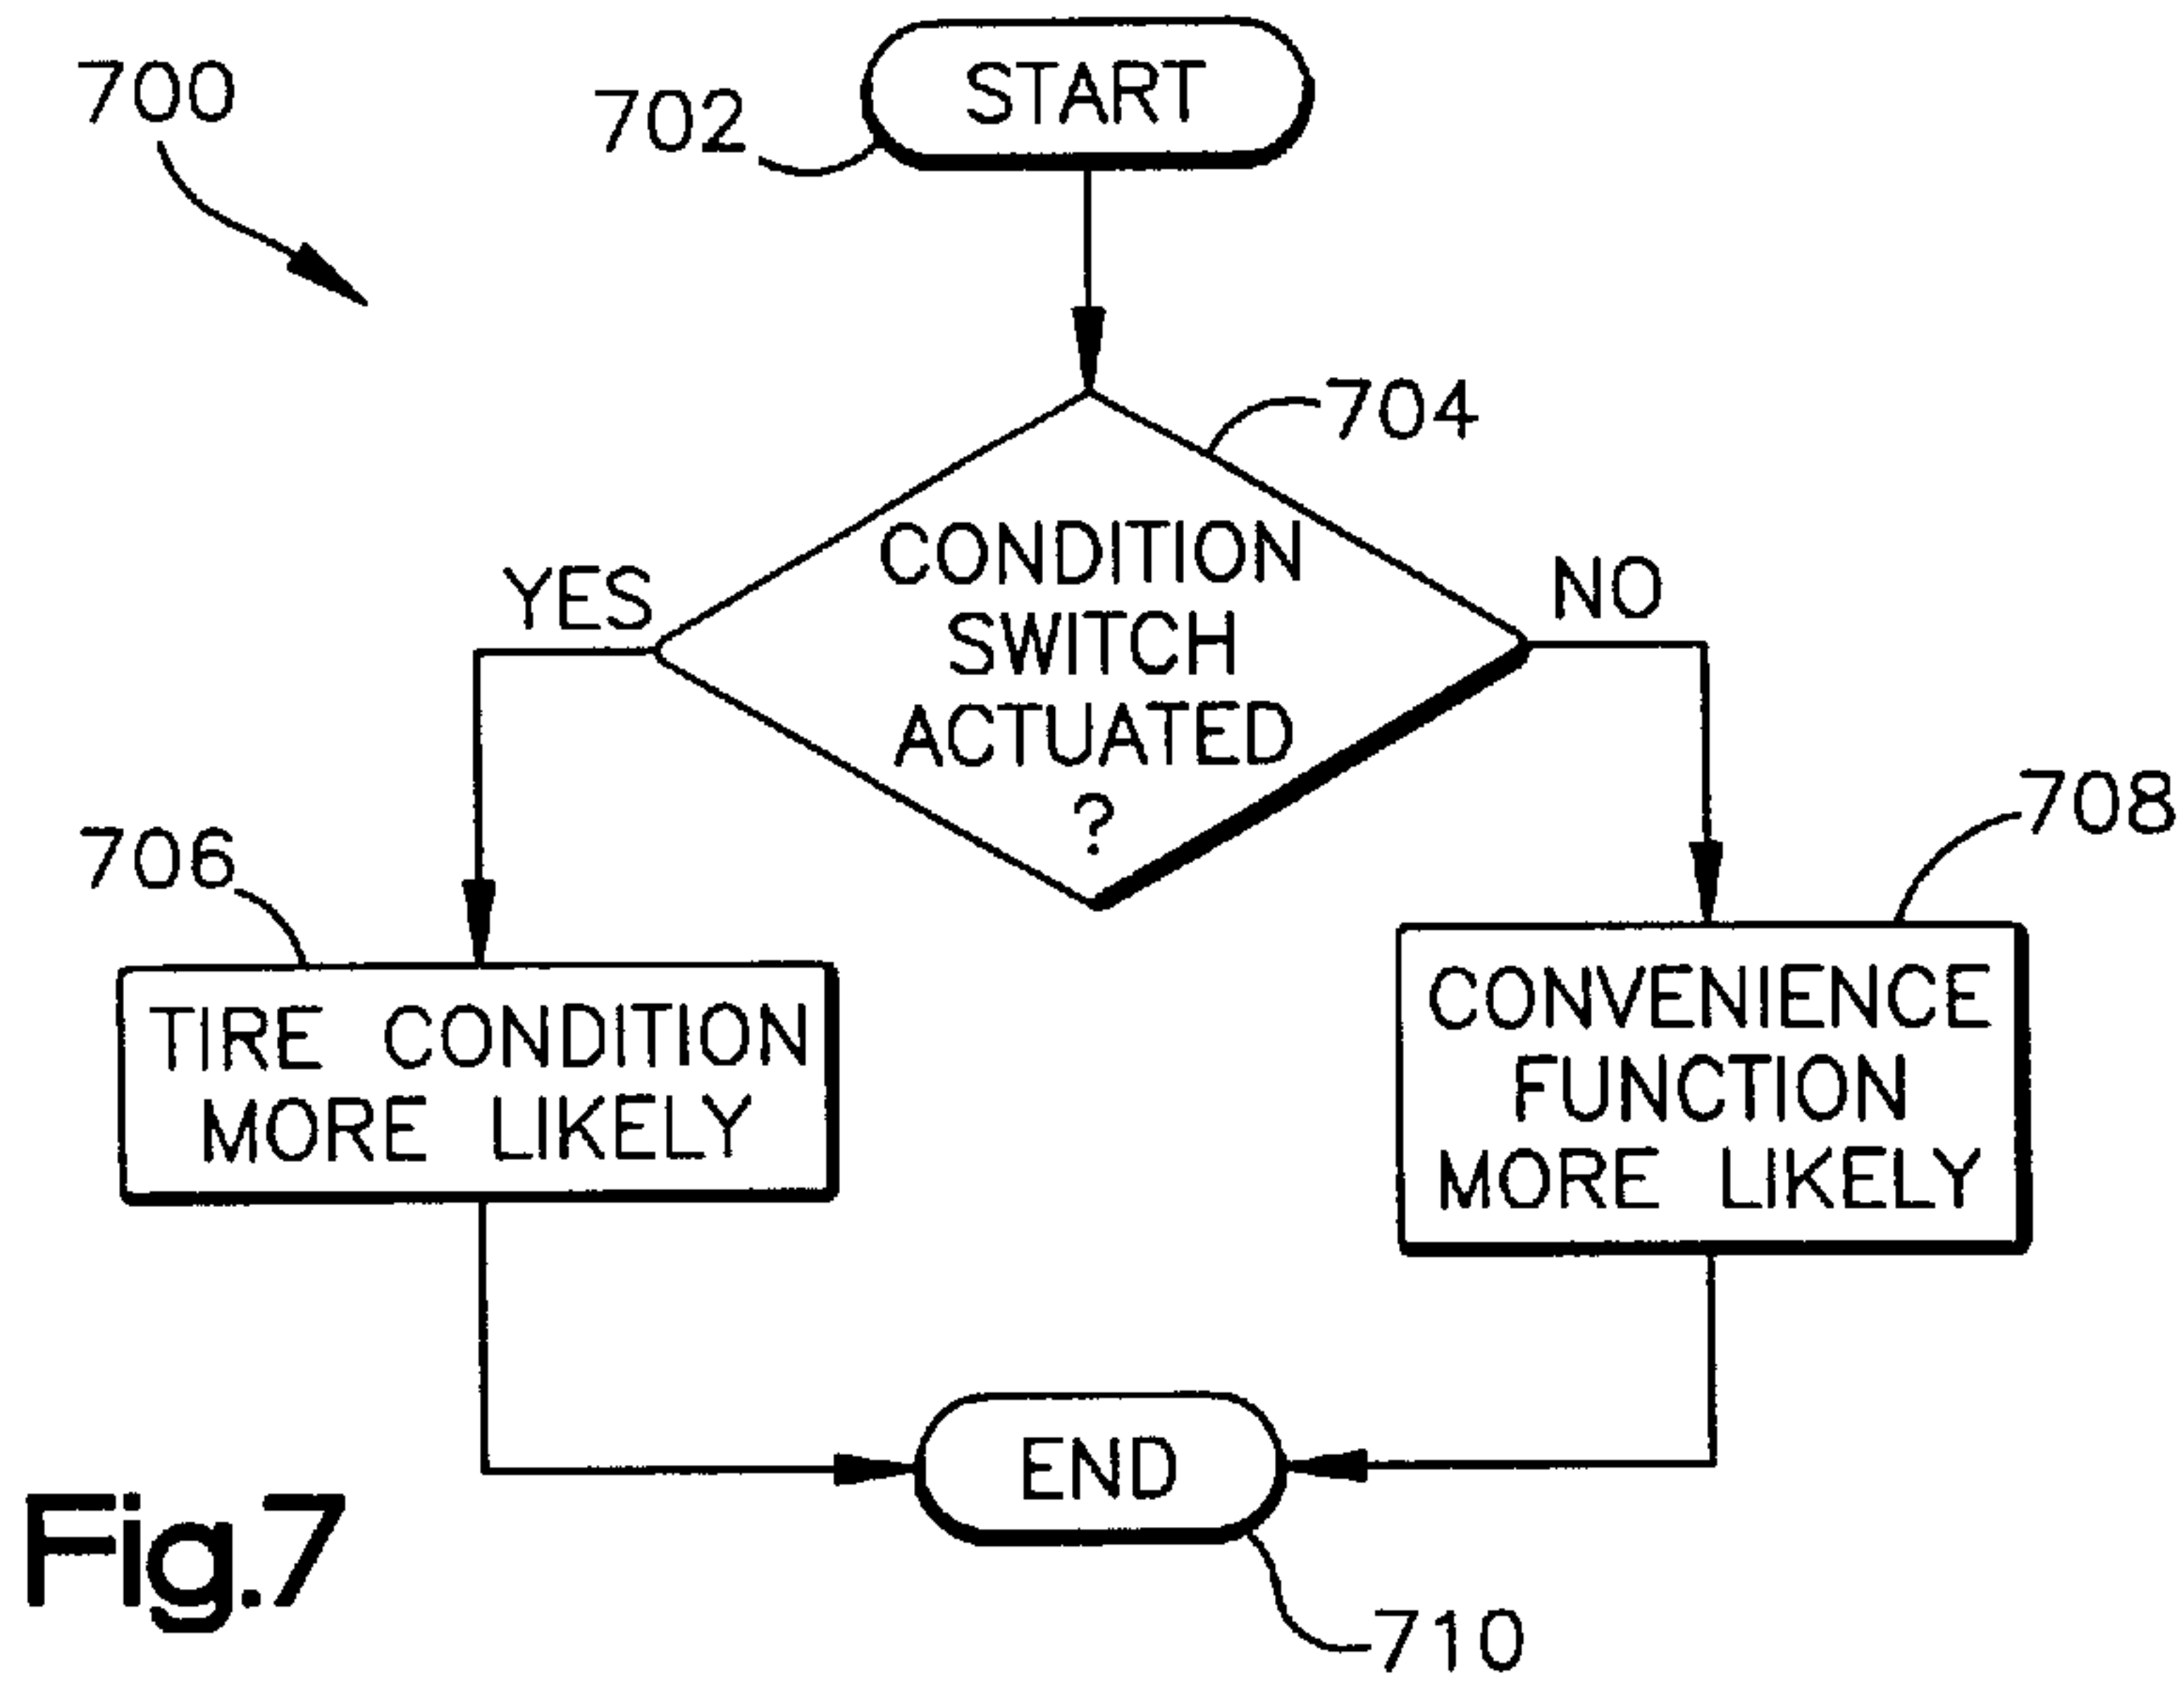 700
702
START
704
CONDITION
SWITCH
ACTUATED
?
YES
NO
706
708
TIRE CONDITION
MORE LIKELY
CONVENIENCE
FUNCTION
MORE LIKELY
END
Fig.7
710